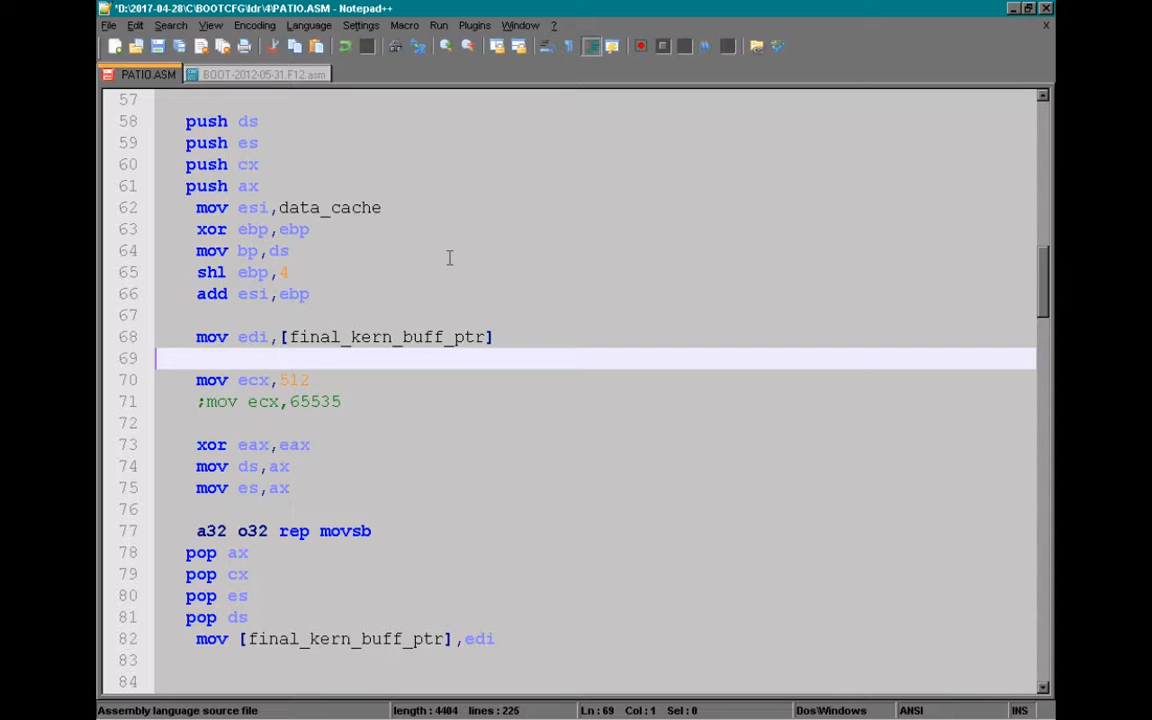 *D:\2017-04-28\C\BOOTCFG\ldr\4\PATIO.ASM - Notepad++
File Edit Search View Encoding Language Settings Macro Run Plugins Window ?
PATIO.ASM BOOT-2012-05-31.F12.asm
57
58 push ds
59 push es
60 push cx
61 push ax
62 mov esi,data_cache
63 xor ebp,ebp
64 mov bp,ds
65 shl ebp,4
66 add esi,ebp
67
68 mov edi,[final_kern_buff_ptr]
69
70 mov ecx,512
71 ;mov ecx,65535
72
73 xor eax,eax
74 mov ds,ax
75 mov es,ax
76
77 a32 o32 rep movsb
78 pop ax
79 pop cx
80 pop es
81 pop ds
82 mov [final_kern_buff_ptr],edi
83
84
Assembly language source file length : 4404 lines : 225 Ln : 69 Col : 1 Sel : 0 Dos\Windows ANSI INS